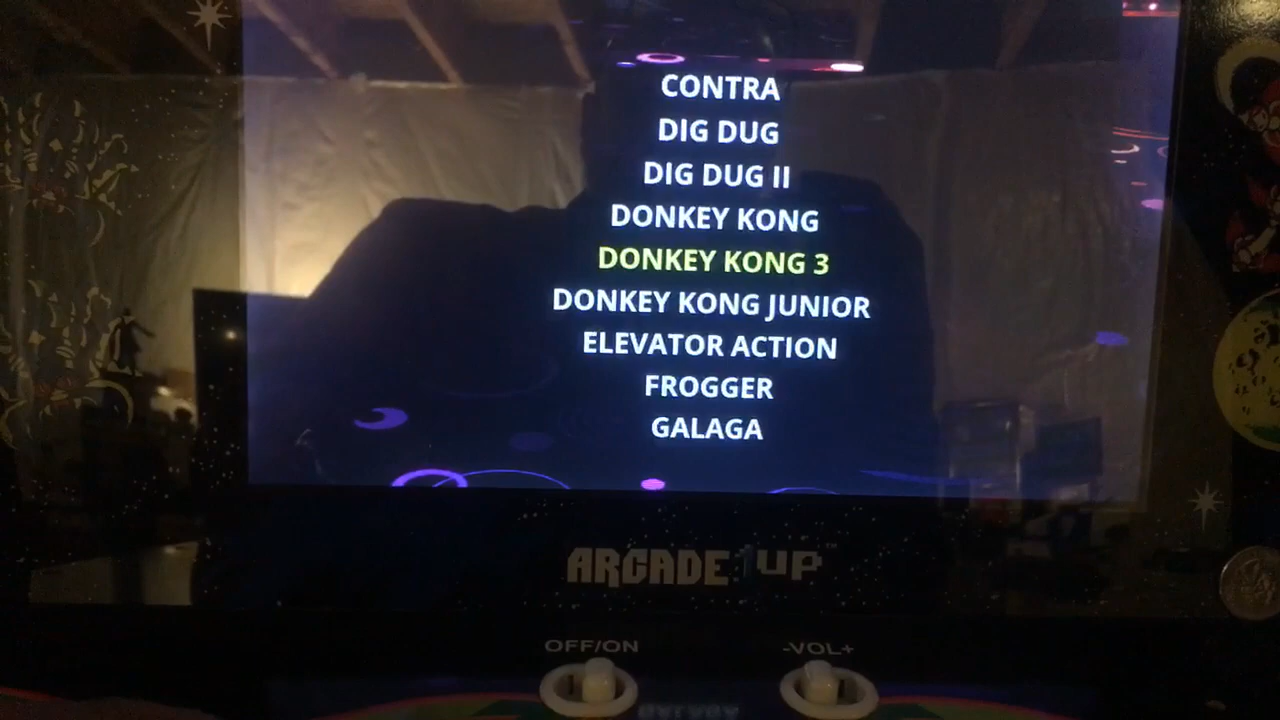 CONTRA
DIG DUG
DIG DUG II
DONKEY KONG
DONKEY KONG 3
DONKEY KONG JUNIOR
ELEVATOR ACTION
FROGGER
GALAGA
ARCADE1UP™
OFF/ON
-VOL+